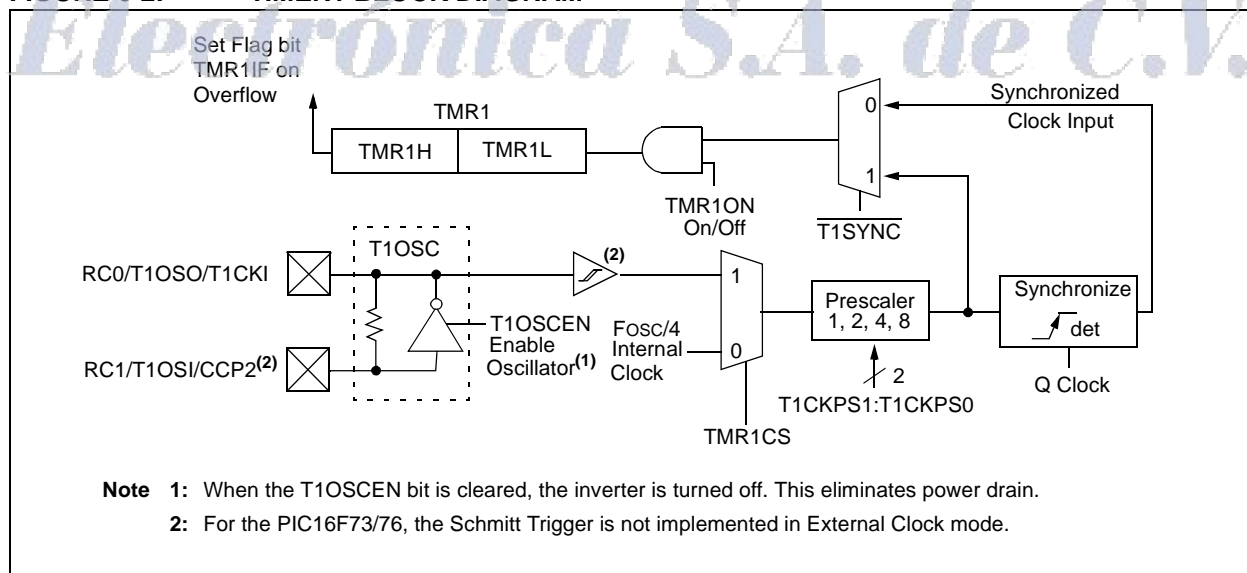 Electrónica S.A. de C.V.
Set Flag bit
TMR1IF on
Overflow
TMR1
TMR1H
TMR1L
TMR1ON
On/Off
0
1
T1SYNC
Synchronized
Clock Input
RC0/T1OSO/T1CKI
T1OSC
(2)
RC1/T1OSI/CCP2(2)
T1OSCEN
Enable
Oscillator(1)
FOSC/4
Internal
Clock
1
0
TMR1CS
Prescaler
1, 2, 4, 8
2
T1CKPS1:T1CKPS0
Synchronize
det
Q Clock
Note 1: When the T1OSCEN bit is cleared, the inverter is turned off. This eliminates power drain.
2: For the PIC16F73/76, the Schmitt Trigger is not implemented in External Clock mode.